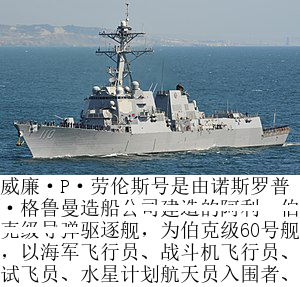 110
威廉·P·劳伦斯号是由诺斯罗普
·格鲁曼造船公司建造的阿利 伯
克级导弹驱逐舰，为伯克级60号舰
，以海军飞行员、战斗机飞行员、
试飞员、水星计划航天员入围者、